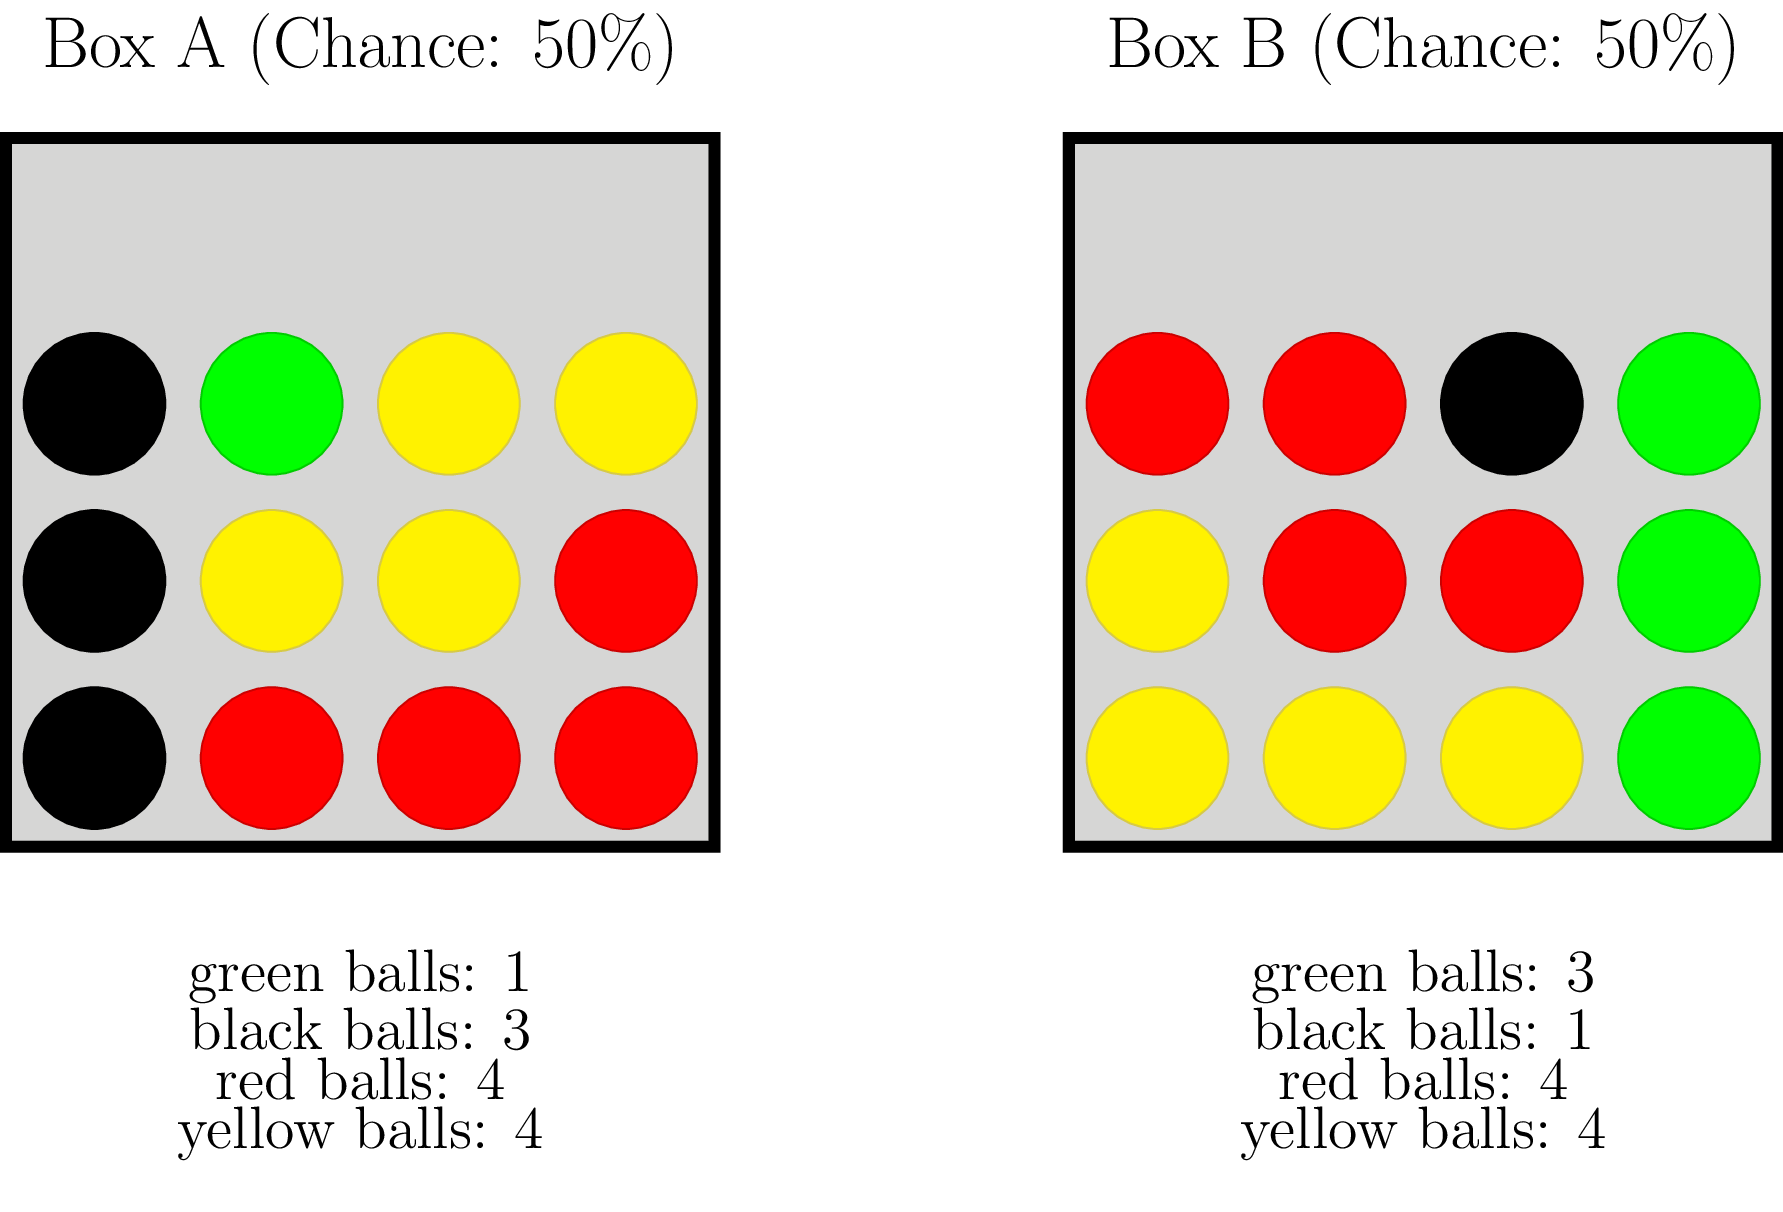 Box A (Chance: 50%)
Box B (Chance: 50%)
green balls: 1
black balls: 3
red balls: 4
yellow balls: 4
green balls: 3
black balls: 1
red balls: 4
yellow balls: 4